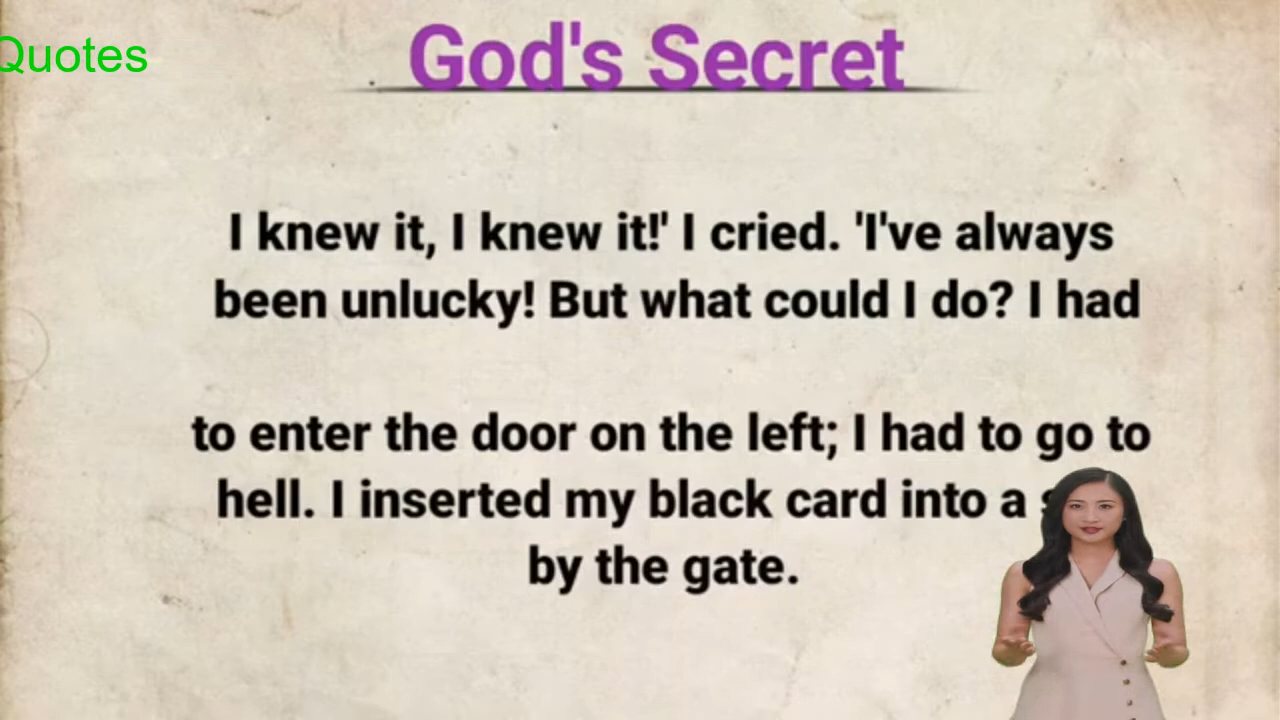 Quotes
God's Secret
I knew it, I knew it!' I cried. 'I've always
been unlucky! But what could I do? I had
to enter the door on the left; I had to go to
hell. I inserted my black card into a
by the gate.